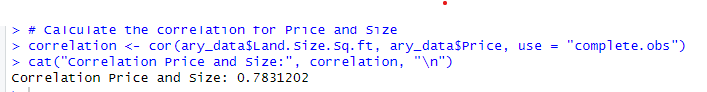 > # Calculate the correlation for Price and Size
> correlation <- cor(ary_data$Land.Size.Sq.ft, ary_data$Price, use = "complete.obs")
> cat("Correlation Price and Size:", correlation, "\n")
Correlation Price and Size: 0.7831202
>